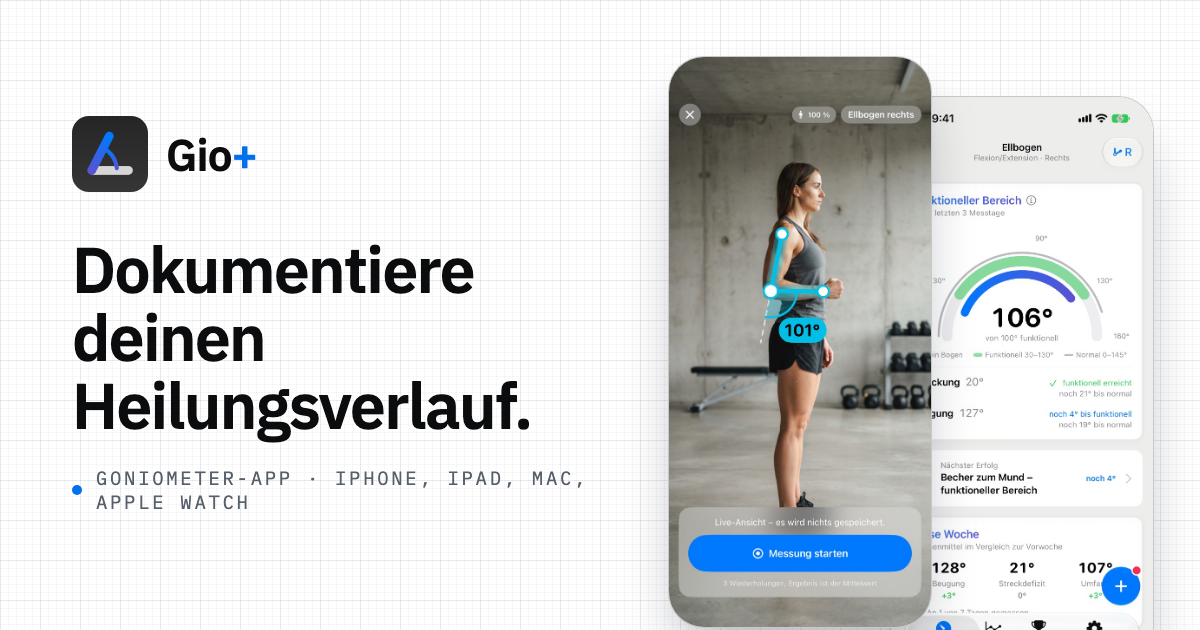 Gio+
Dokumentiere
deinen
Heilungsverlauf.
GONIOMETER-APP · IPHONE, IPAD, MAC,
APPLE WATCH
100 %
Ellbogen rechts
101°
Live-Ansicht – es wird nichts gespeichert.
Messung starten
3 Wiederholungen, Ergebnis ist der Mittelwert
9:41
Ellbogen
Flexion/Extension · Rechts
R
ktioneller Bereich
letzten 3 Messtage
90°
30°
130°
106°
von 100° funktionell
180°
Bogen
Funktionell 30–130°
Normal 0–145°
ckung 20°
funktionell erreicht
noch 21° bis normal
gung 127°
noch 4° bis funktionell
noch 19° bis normal
Nächster Erfolg
Becher zum Mund –
funktioneller Bereich
noch 4°
se Woche
enmittel im Vergleich zur Vorwoche
128°
21°
107°
Beugung
Streckdefizit
Umfa
+3°
0°
+3°